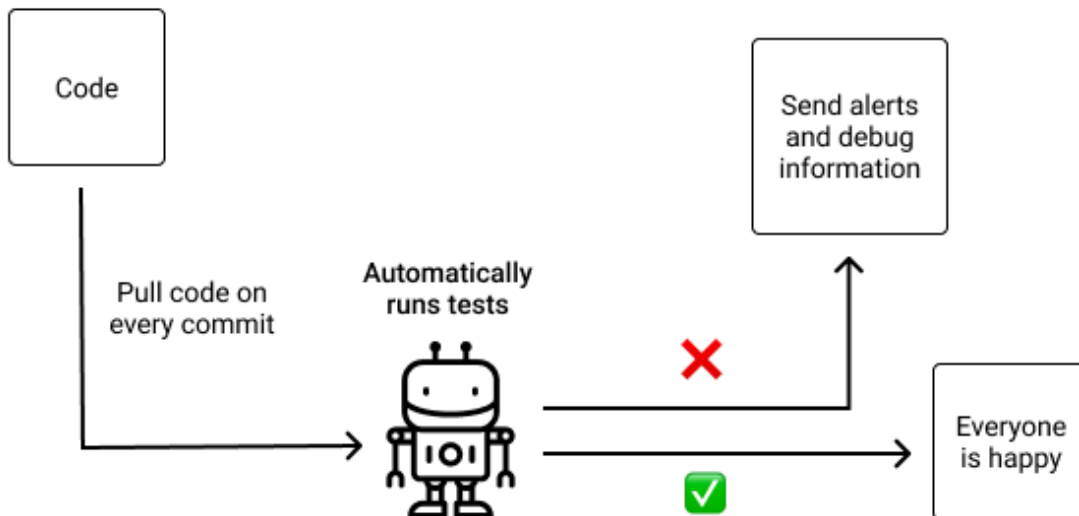 Code
Send alerts
and debug
information
Pull code on
every commit
Automatically
runs tests
Everyone
is happy